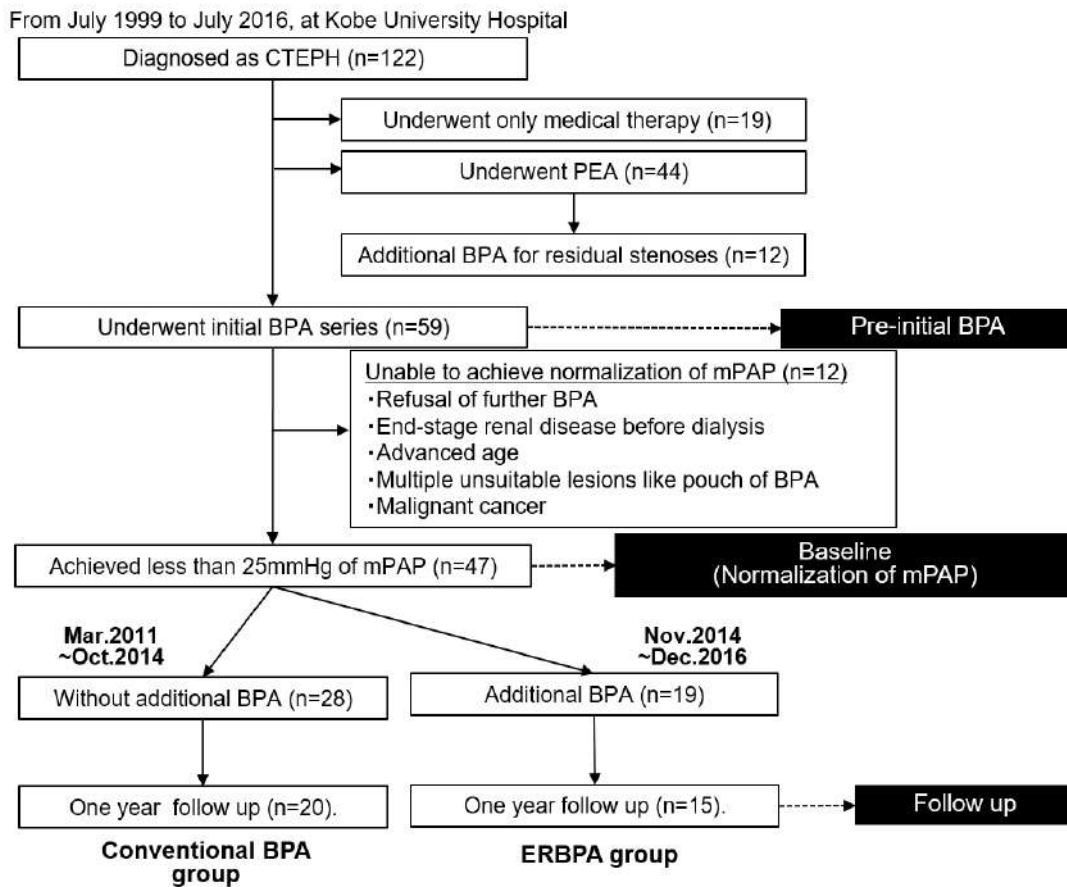 From July 1999 to July 2016, at Kobe University Hospital
Diagnosed as CTEPH (n=122)
Underwent only medical therapy (n=19)
Underwent PEA (n=44)
Additional BPA for residual stenoses (n=12)
Underwent initial BPA series (n=59)
Pre-initial BPA
Unable to achieve normalization of mPAP (n=12)
・Refusal of further BPA
・End-stage renal disease before dialysis
・Advanced age
・Multiple unsuitable lesions like pouch of BPA
・Malignant cancer
Achieved less than 25mmHg of mPAP (n=47)
Baseline
(Normalization of mPAP)
Mar.2011
~Oct.2014
Nov.2014
~Dec.2016
Without additional BPA (n=28)
Additional BPA (n=19)
One year follow up (n=20).
One year follow up (n=15).
Follow up
Conventional BPA
group
ERBPA group